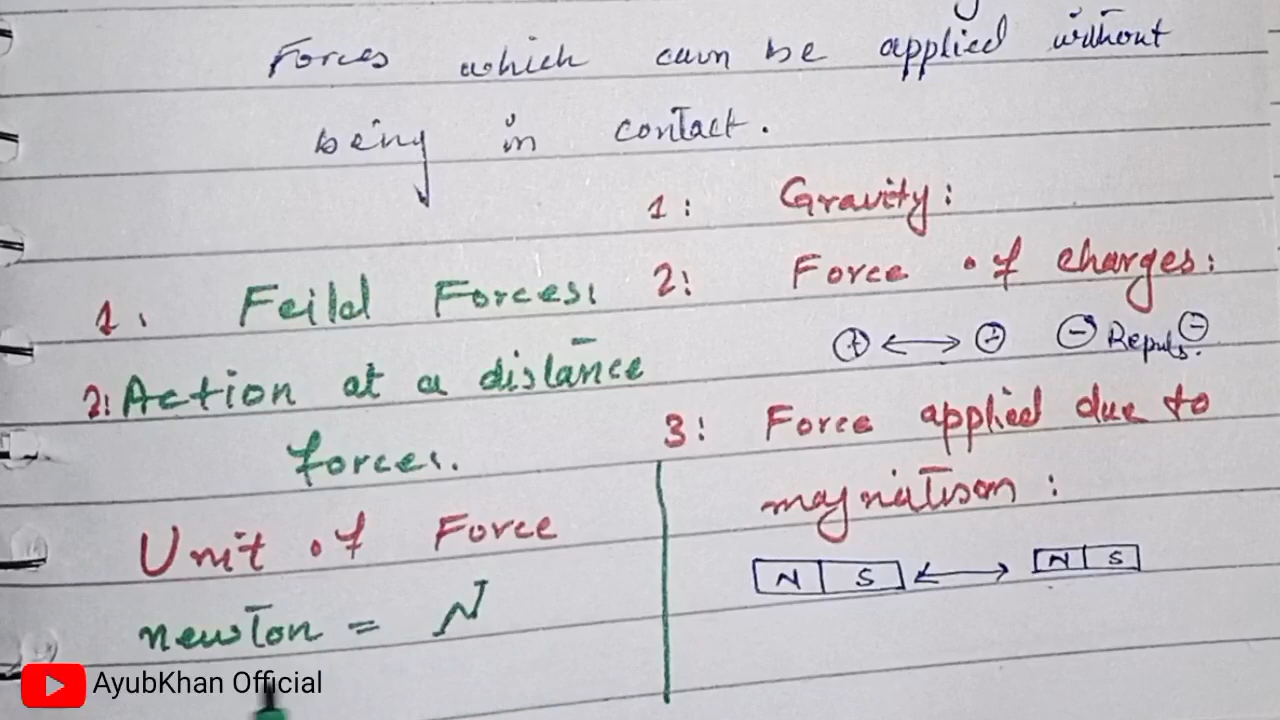 Forces which can be applied without
being in contact.
1: Gravity:
2: Force of charges:
+ ↔ + - Repuls. -
1. Feild Forces:
2: Action at a distance
forces.
3: Force applied due to
magnatism:
N S ↔ N S
Unit of Force
newton = N
AyubKhan Official